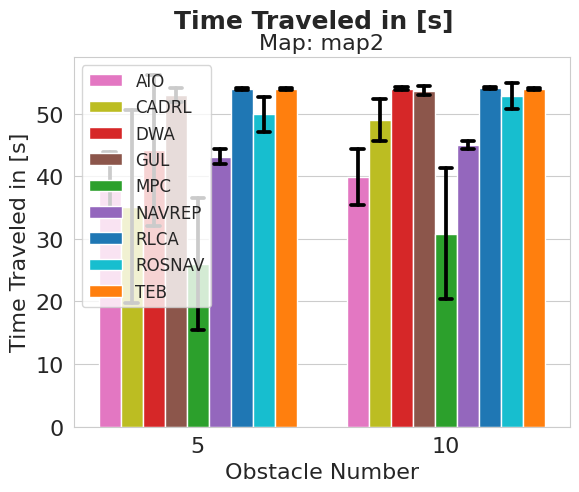 Time Traveled in [s]
Map: map2
Time Traveled in [s]
50
40
30
20
10
0
AIO
CADRL
DWA
GUL
MPC
NAVREP
RLCA
ROSNAV
TEB
5
10
Obstacle Number